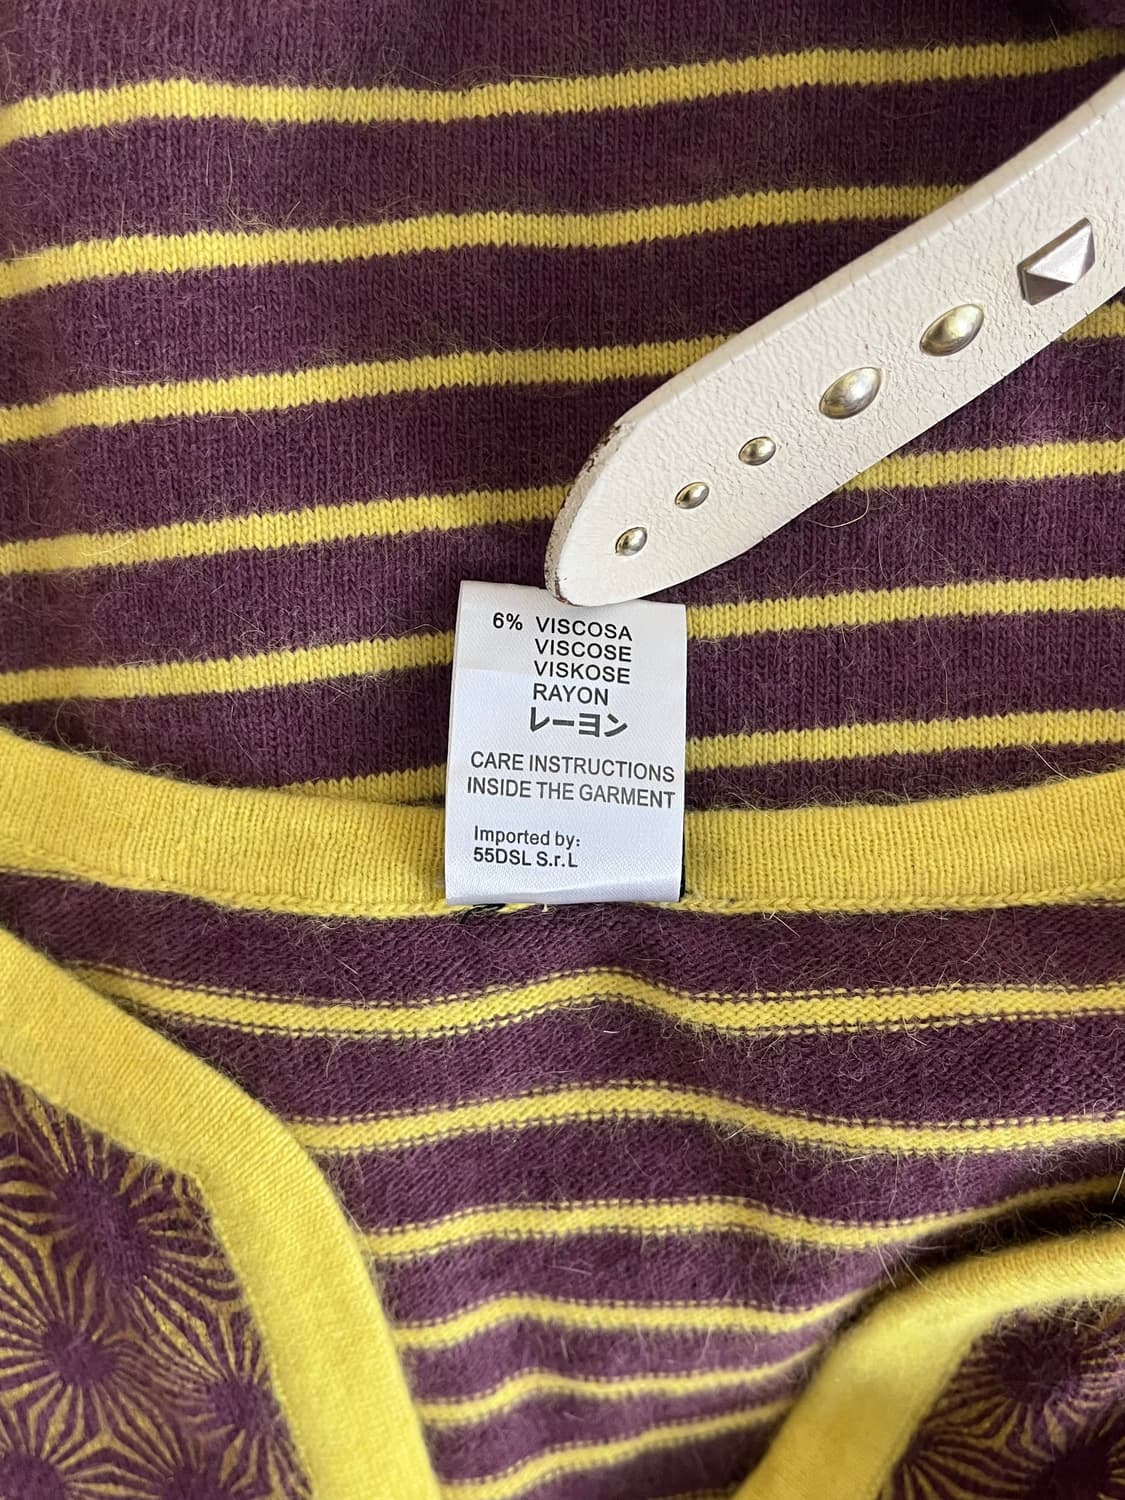 6% VISCOSA
VISCOSE
VISKOSE
RAYON
レーヨン
CARE INSTRUCTIONS
INSIDE THE GARMENT
Imported by:
55DSL S.r.L